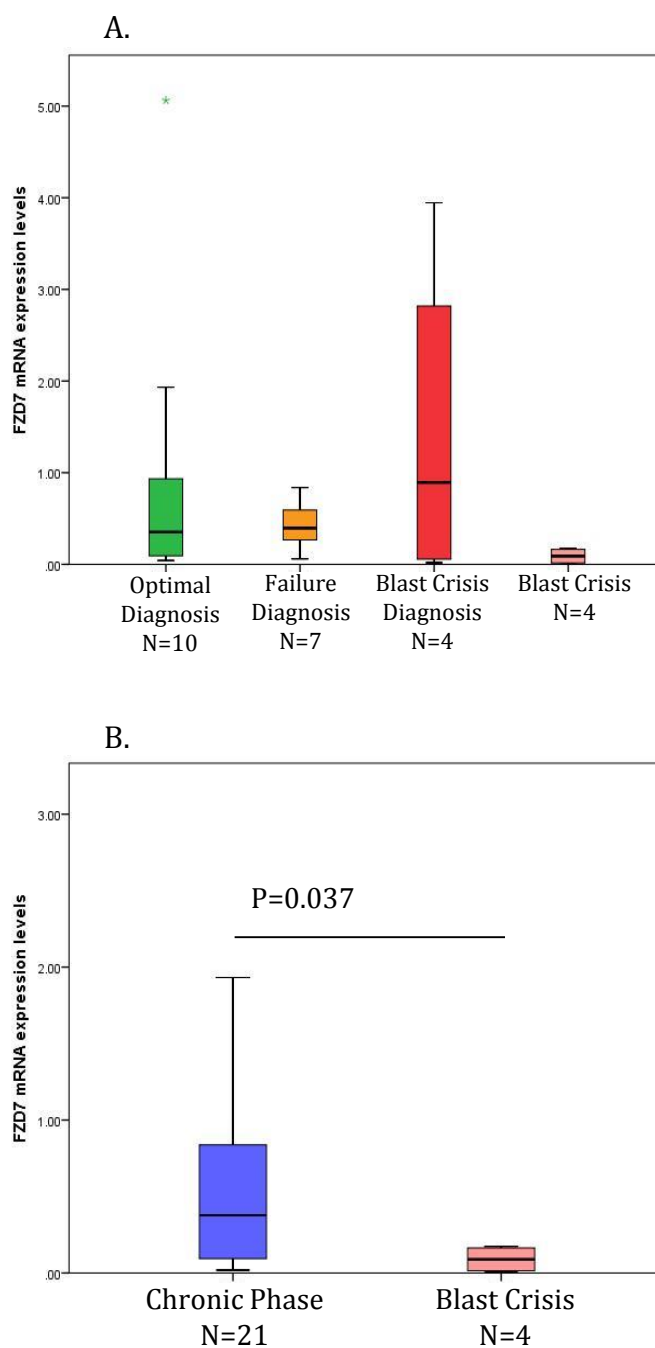 A.
FZD7 mRNA expression levels
5.00
4.00
3.00
2.00
1.00
.00
*
Optimal Diagnosis N=10
Failure Diagnosis N=7
Blast Crisis Diagnosis N=4
Blast Crisis N=4
B.
FZD7 mRNA expression levels
3.00
2.00
1.00
.00
P=0.037
Chronic Phase N=21
Blast Crisis N=4